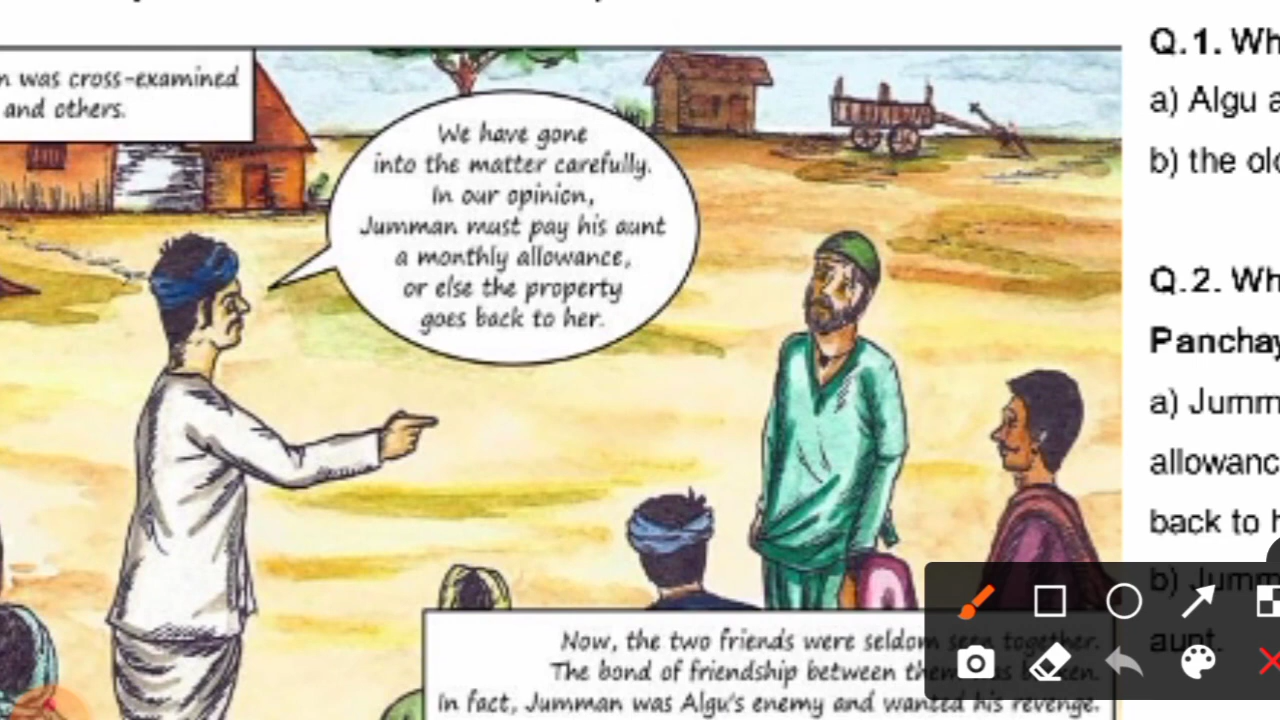 n was cross-examined
and others.
We have gone
into the matter carefully.
In our opinion,
Jumman must pay his aunt
a monthly allowance,
or else the property
goes back to her.
Now, the two friends were seldom seen together.
The bond of friendship between them was broken.
In fact, Jumman was Algu's enemy and wanted his revenge.
Q.1. Wh
a) Algu a
b) the old
Q.2. Wh
Panchay
a) Jumm
allowanc
back to h
b) Jumm
aunt.